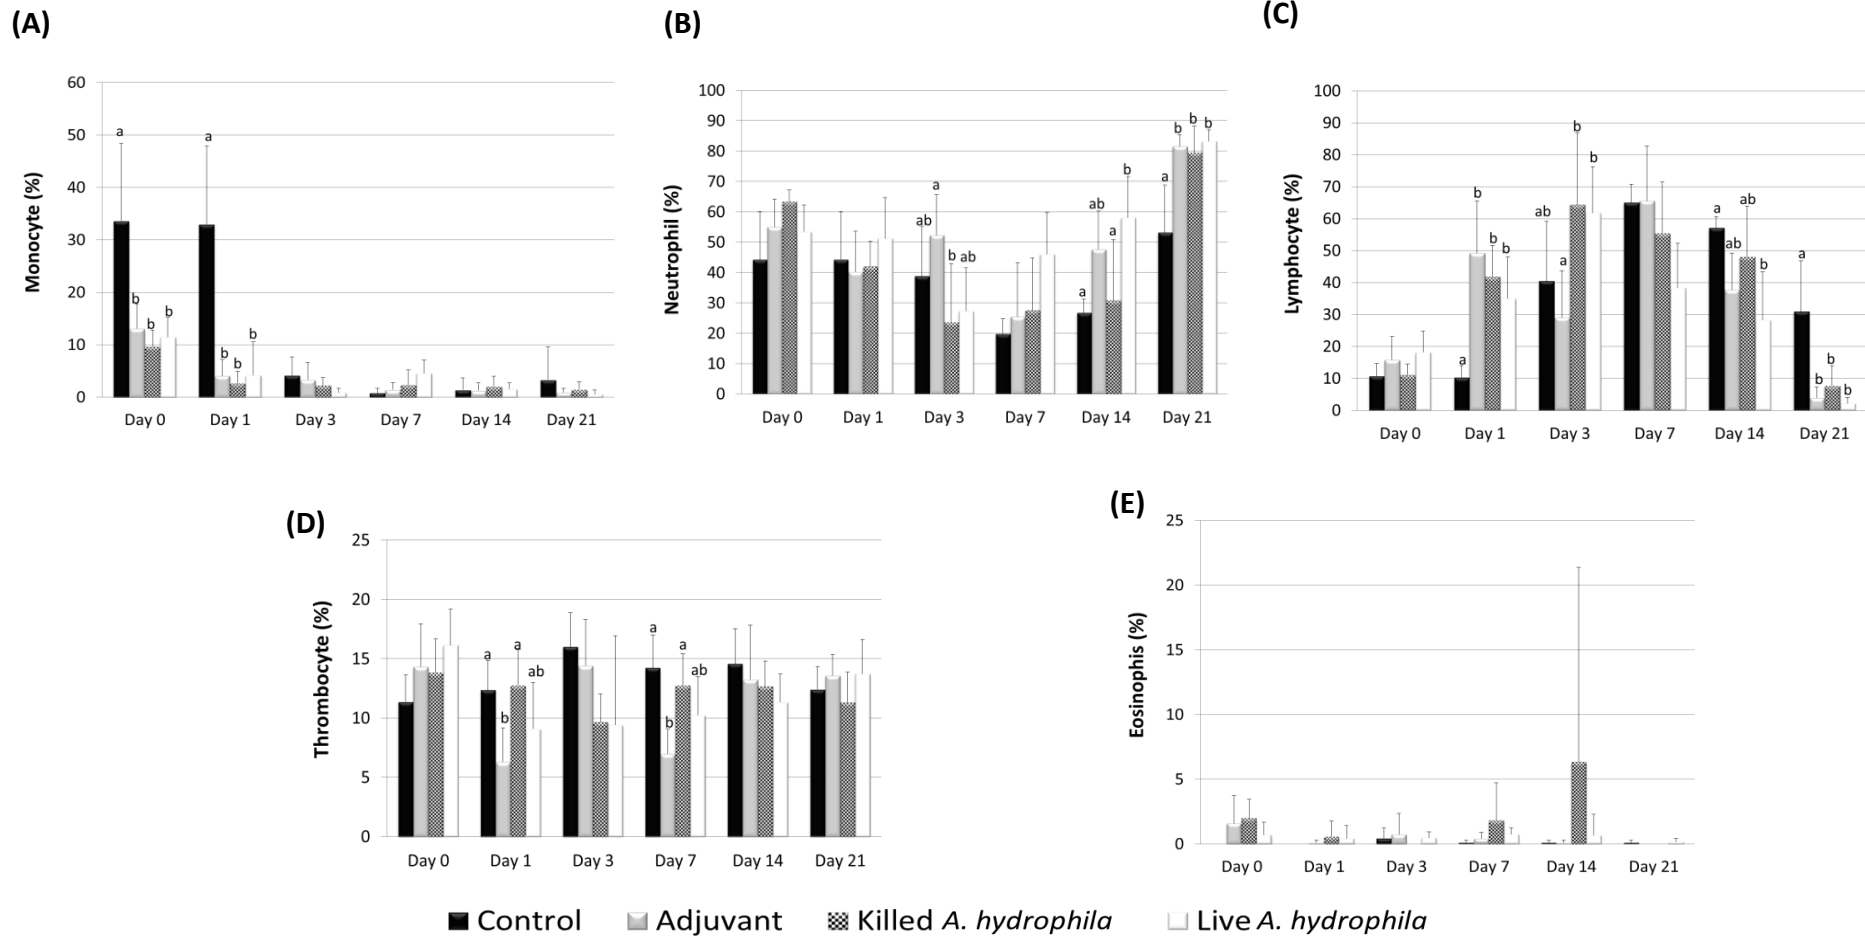 (A)
Monocyte (%)
60
50
40
30
20
10
0
a
b
b
b
a
b
b
b
Day 0 Day 1 Day 3 Day 7 Day 14 Day 21
(B)
Neutrophil (%)
100
90
80
70
60
50
40
30
20
10
0
ab
a
b
ab
a
ab
a
b
a
b
b
b
Day 0 Day 1 Day 3 Day 7 Day 14 Day 21
(C)
Lymphocyte (%)
100
90
80
70
60
50
40
30
20
10
0
a
b
b
b
ab
a
b
b
a
ab
ab
b
a
b
b
b
Day 0 Day 1 Day 3 Day 7 Day 14 Day 21
(D)
Thrombocyte (%)
25
20
15
10
5
0
a
b
a
ab
a
b
a
ab
Day 0 Day 1 Day 3 Day 7 Day 14 Day 21
(E)
Eosinophis (%)
25
20
15
10
5
0
Day 0 Day 1 Day 3 Day 7 Day 14 Day 21
Control Adjuvant Killed A. hydrophila Live A. hydrophila